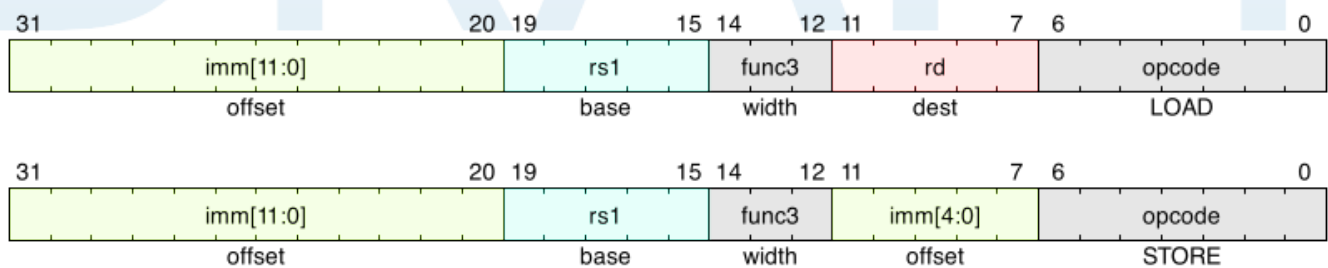 31 20 19 15 14 12 11 7 6 0
imm[11:0] rs1 func3 rd opcode
offset base width dest LOAD
31 20 19 15 14 12 11 7 6 0
imm[11:0] rs1 func3 imm[4:0] opcode
offset base width offset STORE